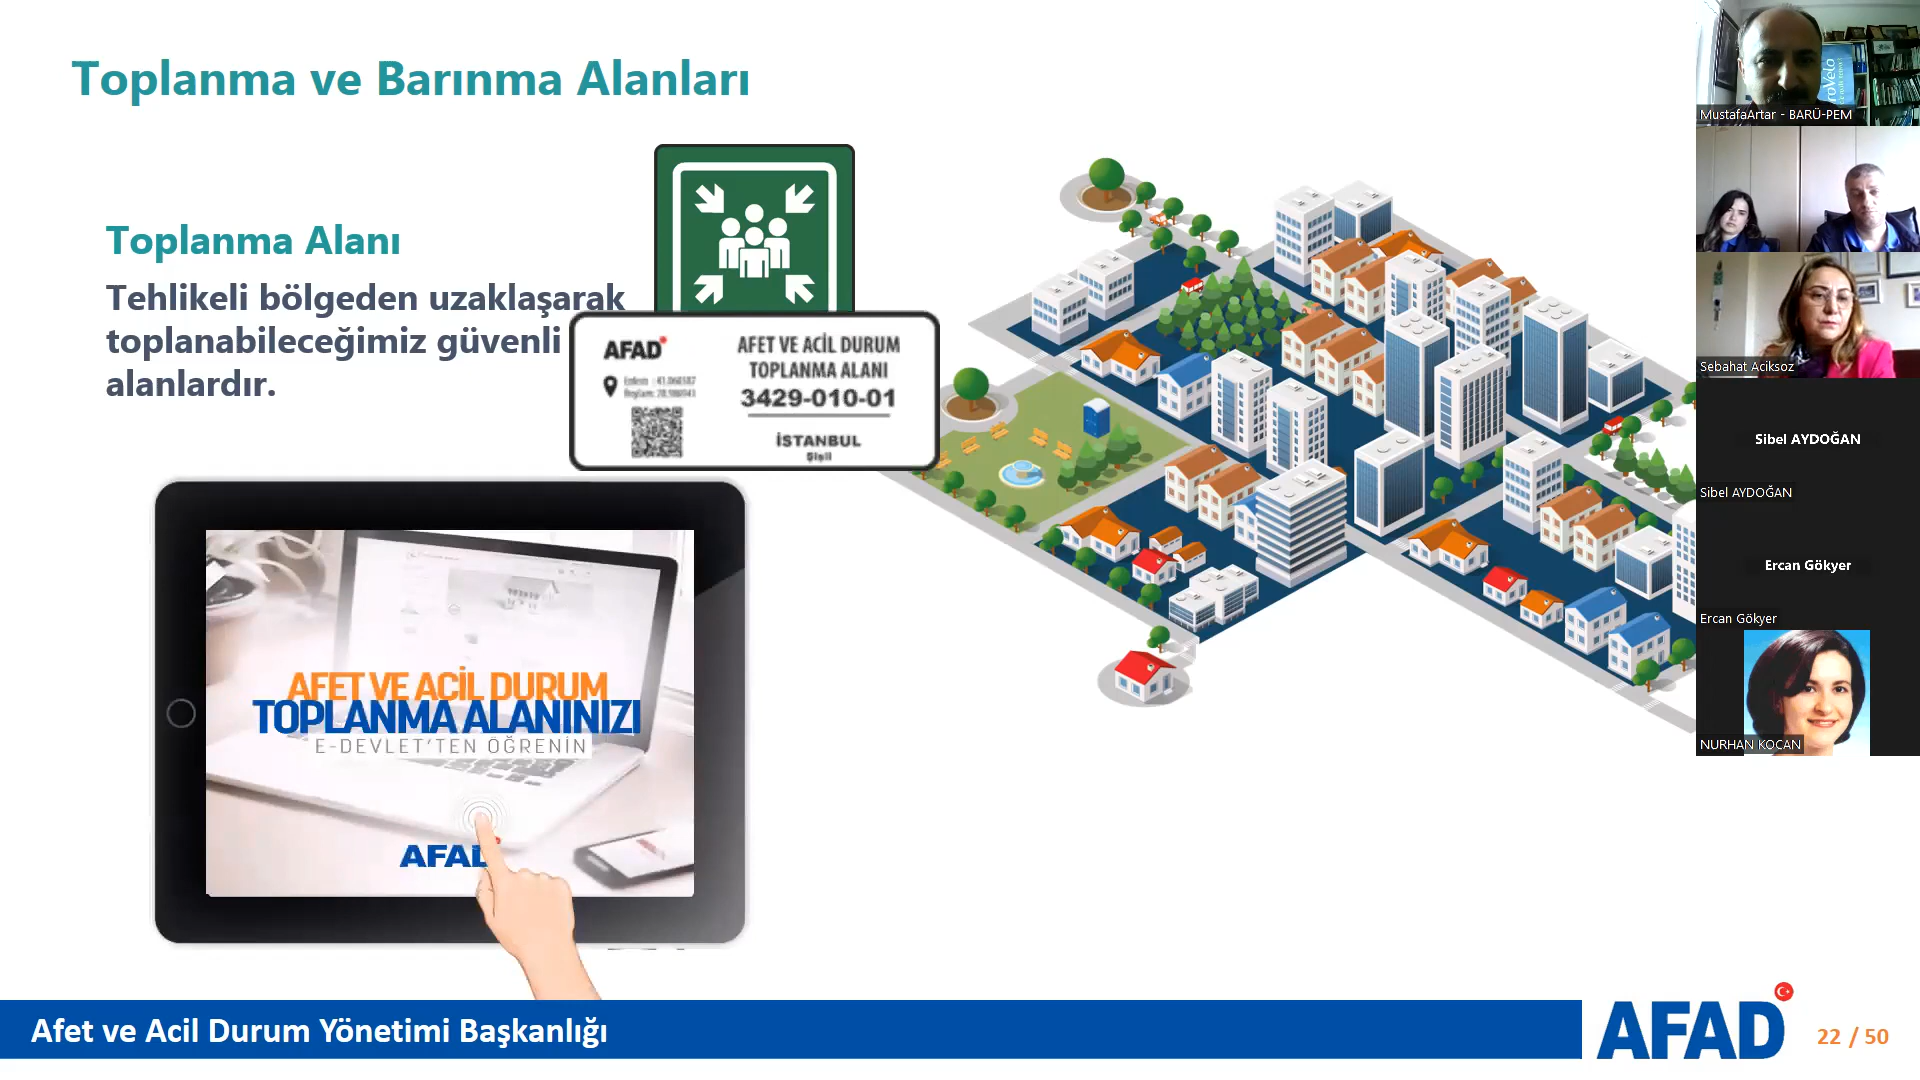 Toplanma ve Barınma Alanları
Toplanma Alanı
Tehlikeli bölgeden uzaklaşarak
toplanabileceğimiz güvenli
alanlardır.
AFAD
AFET VE ACİL DURUM
TOPLANMA ALANI
3429-010-01
İSTANBUL
Şişli
AFET VE ACİL DURUM
TOPLANMA ALANINIZI
E-DEVLET'TEN ÖĞRENİN
AFAD
MustafaArtar - BARÜ-PEM
Sebahat Aciksoz
Sibel AYDOĞAN
Sibel AYDOĞAN
Ercan Gökyer
Ercan Gökyer
NURHAN KOCAN
Afet ve Acil Durum Yönetimi Başkanlığı
AFAD
22 / 50